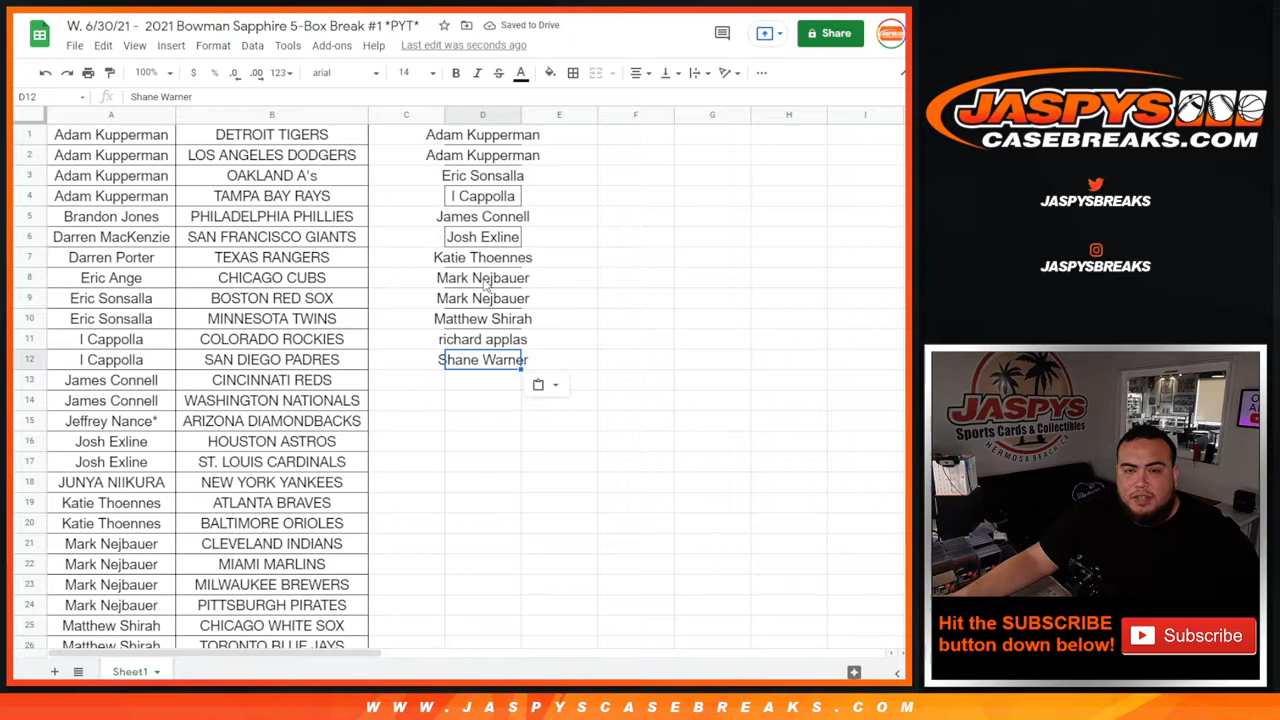 W. 6/30/21 - 2021 Bowman Sapphire 5-Box Break #1 *PYT*
Saved to Drive
File Edit View Insert Format Data Tools Add-ons Help Last edit was seconds ago
Share
100% $ % .0 .00 123 arial 14 B I S A
D12 fx Shane Warner
A B C D E F G H I
1 Adam Kupperman DETROIT TIGERS Adam Kupperman
2 Adam Kupperman LOS ANGELES DODGERS Adam Kupperman
3 Adam Kupperman OAKLAND A's Eric Sonsalla
4 Adam Kupperman TAMPA BAY RAYS I Cappolla
5 Brandon Jones PHILADELPHIA PHILLIES James Connell
6 Darren MacKenzie SAN FRANCISCO GIANTS Josh Exline
7 Darren Porter TEXAS RANGERS Katie Thoennes
8 Eric Ange CHICAGO CUBS Mark Nejbauer
9 Eric Sonsalla BOSTON RED SOX Mark Nejbauer
10 Eric Sonsalla MINNESOTA TWINS Matthew Shirah
11 I Cappolla COLORADO ROCKIES richard applas
12 I Cappolla SAN DIEGO PADRES Shane Warner
13 James Connell CINCINNATI REDS
14 James Connell WASHINGTON NATIONALS
15 Jeffrey Nance* ARIZONA DIAMONDBACKS
16 Josh Exline HOUSTON ASTROS
17 Josh Exline ST. LOUIS CARDINALS
18 JUNYA NIIKURA NEW YORK YANKEES
19 Katie Thoennes ATLANTA BRAVES
20 Katie Thoennes BALTIMORE ORIOLES
21 Mark Nejbauer CLEVELAND INDIANS
22 Mark Nejbauer MIAMI MARLINS
23 Mark Nejbauer MILWAUKEE BREWERS
24 Mark Nejbauer PITTSBURGH PIRATES
25 Matthew Shirah CHICAGO WHITE SOX
26 Matthew Shirah TORONTO BLUE JAYS
Sheet1
JASPYS
CASEBREAKS.COM
JASPYSBREAKS
JASPYSBREAKS
JASPYS
Sports Cards & Collectibles
HERMOSA BEACH, CA
Hit the SUBSCRIBE
button down below!
Subscribe
WWW.JASPYSCASEBREAKS.COM